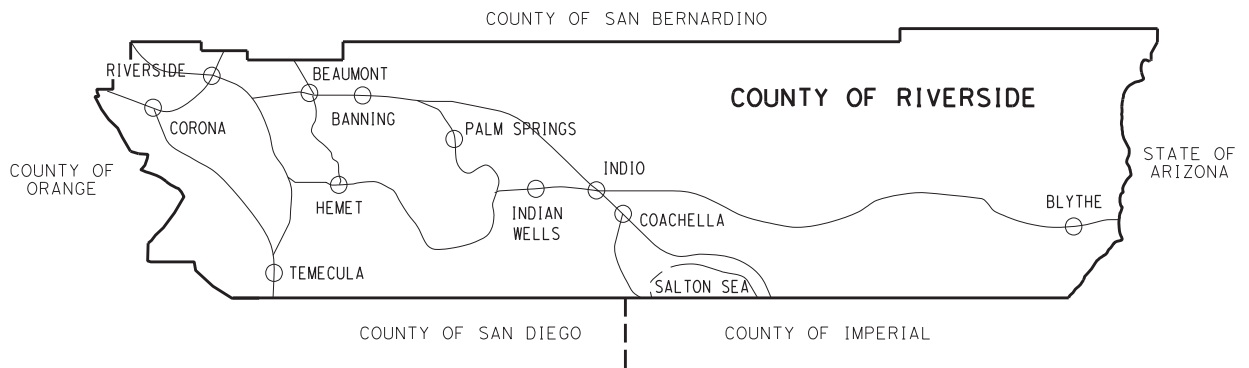 COUNTY OF SAN BERNARDINO
RIVERSIDE
BEAUMONT
COUNTY OF RIVERSIDE
BANNING
CORONA
PALM SPRINGS
COUNTY OF
ORANGE
STATE OF
ARIZONA
INDIO
HEMET
INDIAN
WELLS
COACHELLA
BLYTHE
TEMECULA
SALTON SEA
COUNTY OF SAN DIEGO
COUNTY OF IMPERIAL